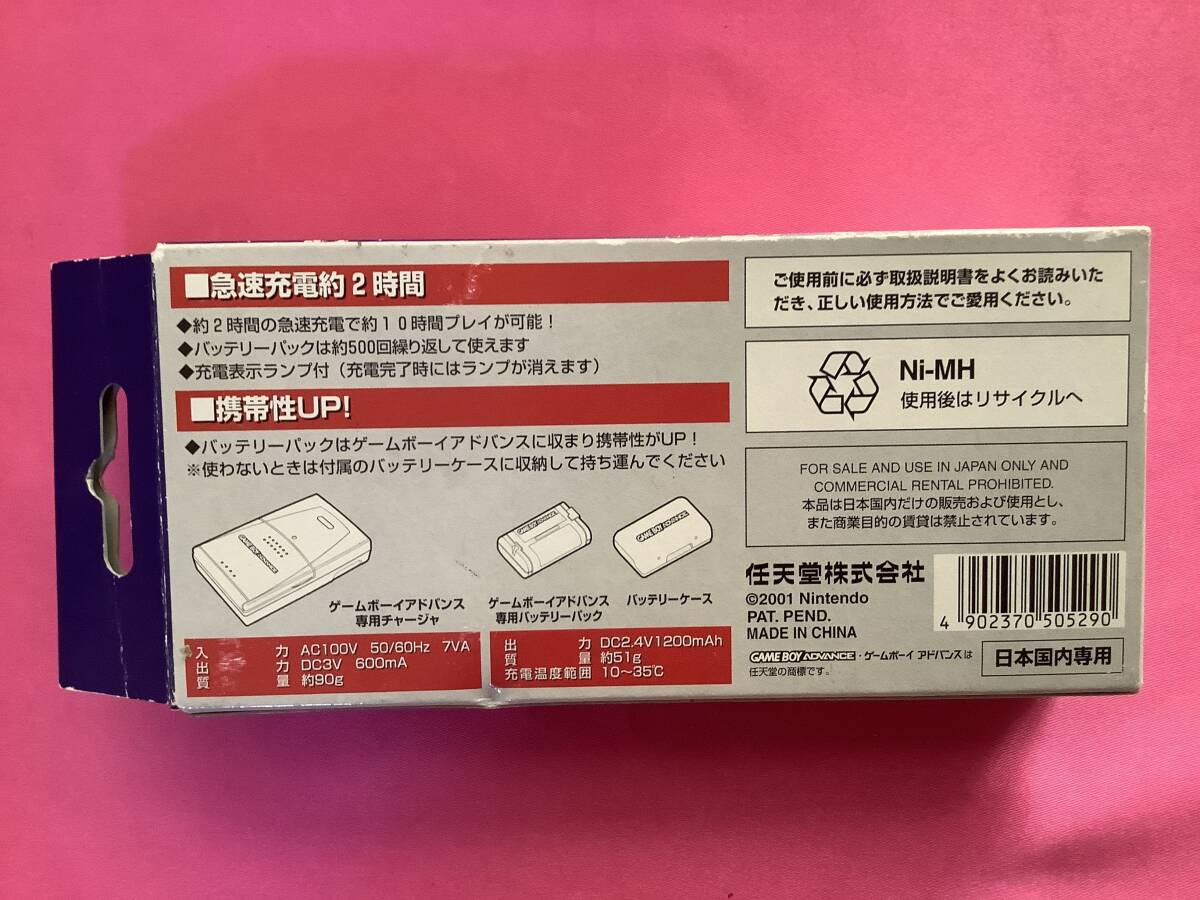 ■急速充電約2時間
◆約2時間の急速充電で約10時間プレイが可能!
◆バッテリーパックは約500回繰り返して使えます
◆充電表示ランプ付(充電完了時にはランプが消えます)
■携帯性UP!
◆バッテリーパックはゲームボーイアドバンスに収まり携帯性がUP!
※使わないときは付属のバッテリーケースに収納して持ち運んでください
GAME BOY ADVANCE
GAME BOY ADVANCE
GAME BOY ADVANCE
ゲームボーイアドバンス
専用チャージャ
ゲームボーイアドバンス
専用バッテリーパック
バッテリーケース
入力 AC100V 50/60Hz 7VA
出力 DC3V 600mA
質量 約90g
出力 DC2.4V1200mAh
質量 約51g
充電温度範囲 10~35℃
ご使用前に必ず取扱説明書をよくお読みいた
だき、正しい使用方法でご愛用ください。
Ni-MH
使用後はリサイクルへ
FOR SALE AND USE IN JAPAN ONLY AND
COMMERCIAL RENTAL PROHIBITED.
本品は日本国内だけの販売および使用とし、
また商業目的の賃貸は禁止されています。
任天堂株式会社
©2001 Nintendo
PAT. PEND.
MADE IN CHINA
4 902370 505290
GAME BOY ADVANCE・ゲームボーイ アドバンスは
任天堂の商標です。
日本国内専用